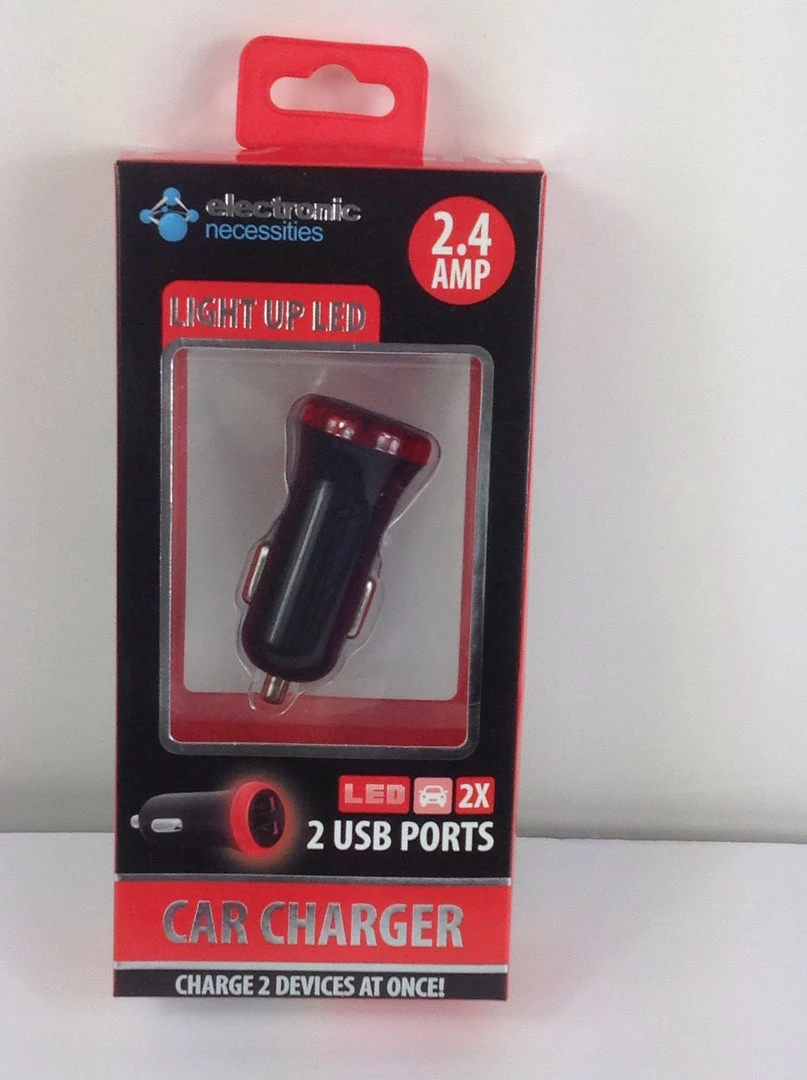 electronic
necessities
2.4
AMP
LIGHT UP LED
LED
2X
2 USB PORTS
CAR CHARGER
CHARGE 2 DEVICES AT ONCE!